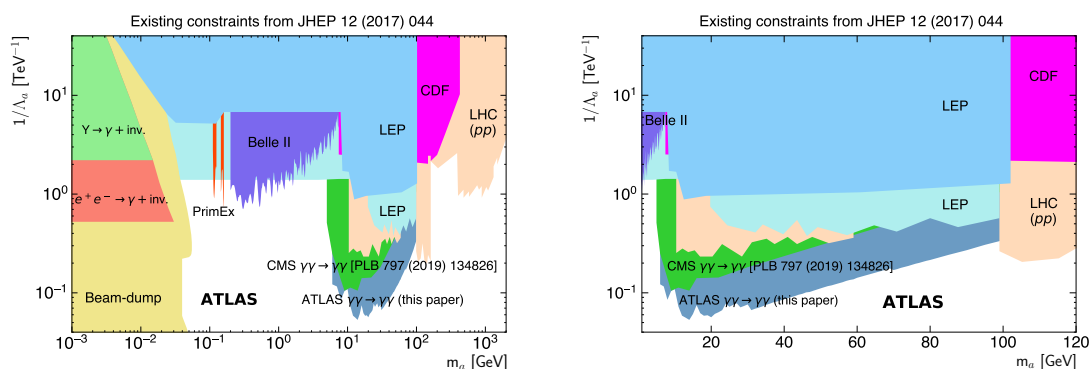 Existing constraints from JHEP 12 (2017) 044
1/Λₐ [TeV⁻¹]
10¹
10⁰
10⁻¹
Υ → γ + inv.
e⁺e⁻ → γ + inv.
Beam-dump
PrimEx
Belle II
LEP
CDF
LHC
(pp)
LEP
CMS γγ → γγ [PLB 797 (2019) 134826]
ATLAS
ATLAS γγ → γγ (this paper)
10⁻³ 10⁻² 10⁻¹ 10⁰ 10¹ 10² 10³
mₐ [GeV]
Existing constraints from JHEP 12 (2017) 044
1/Λₐ [TeV⁻¹]
10¹
10⁰
10⁻¹
Belle II
LEP
CDF
LEP
LHC
(pp)
CMS γγ → γγ [PLB 797 (2019) 134826]
ATLAS γγ → γγ (this paper)
ATLAS
20 40 60 80 100 120
mₐ [GeV]